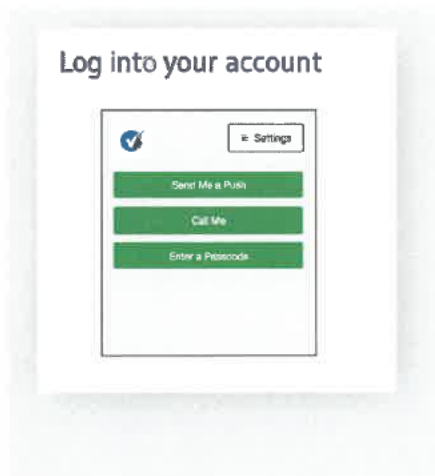 Log into your account
Settings
Send Me a Push
Call Me
Enter a Passcode